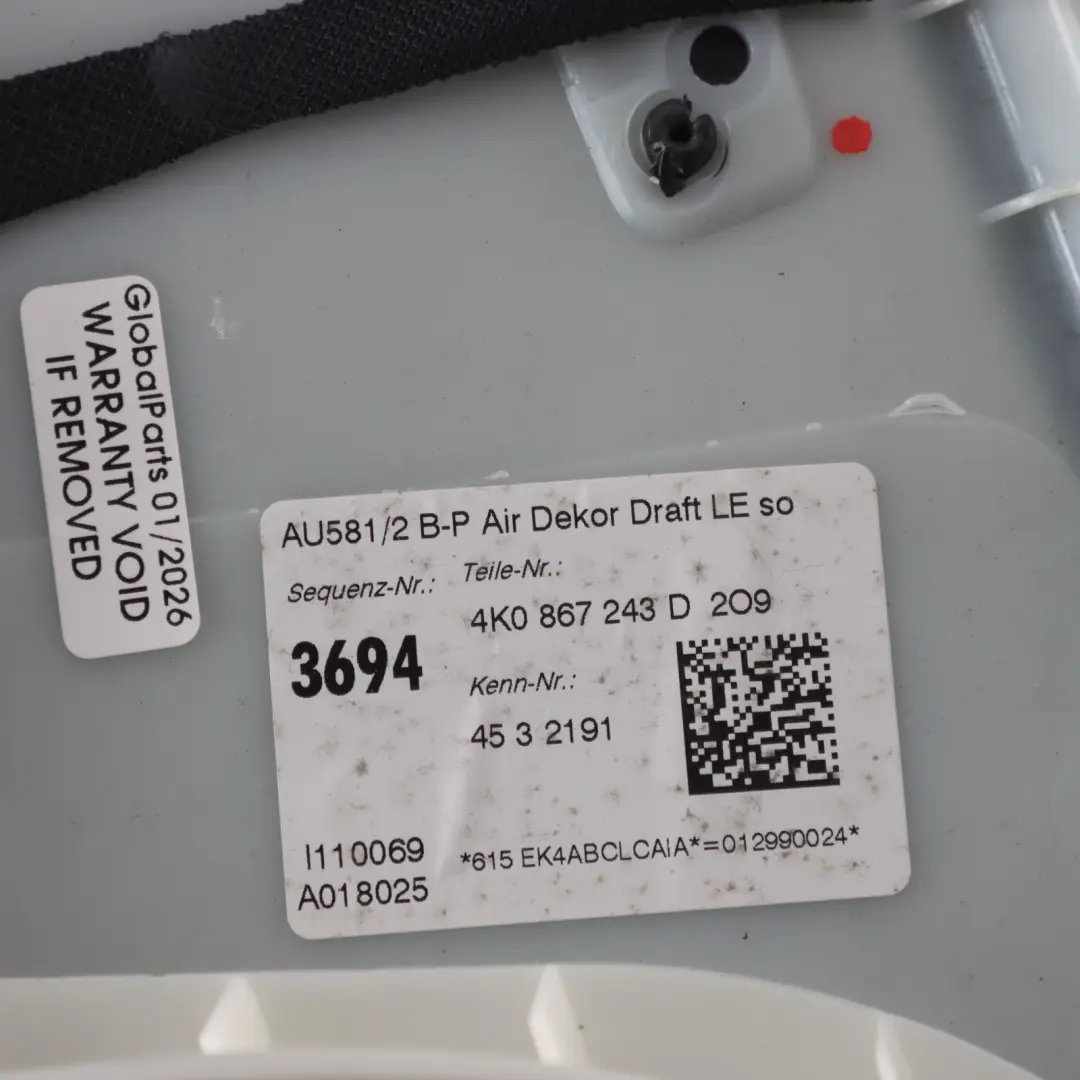 GlobalParts 01/2026
WARRANTY VOID
IF REMOVED
AU581/2 B-P Air Dekor Draft LE so
Sequenz-Nr.: Teile-Nr.:
4K0 867 243 D 2O9
3694
Kenn-Nr.:
45 3 2191
I110069
A018025
*615 EK4ABCLCAIA*=012990024*